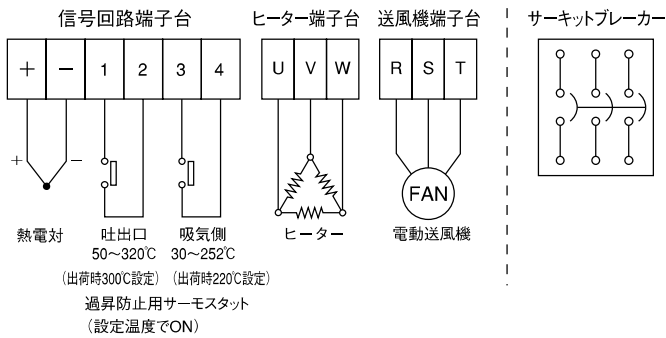 信号回路端子台
ヒーター端子台
送風機端子台
サーキットブレーカー
+ − 1 2 3 4
U V W
R S T
+ −
FAN
熱電対
吐出口
50~320℃
(出荷時300℃設定)
吸気側
30~252℃
(出荷時220℃設定)
ヒーター
電動送風機
過昇防止用サーモスタット
(設定温度でON)